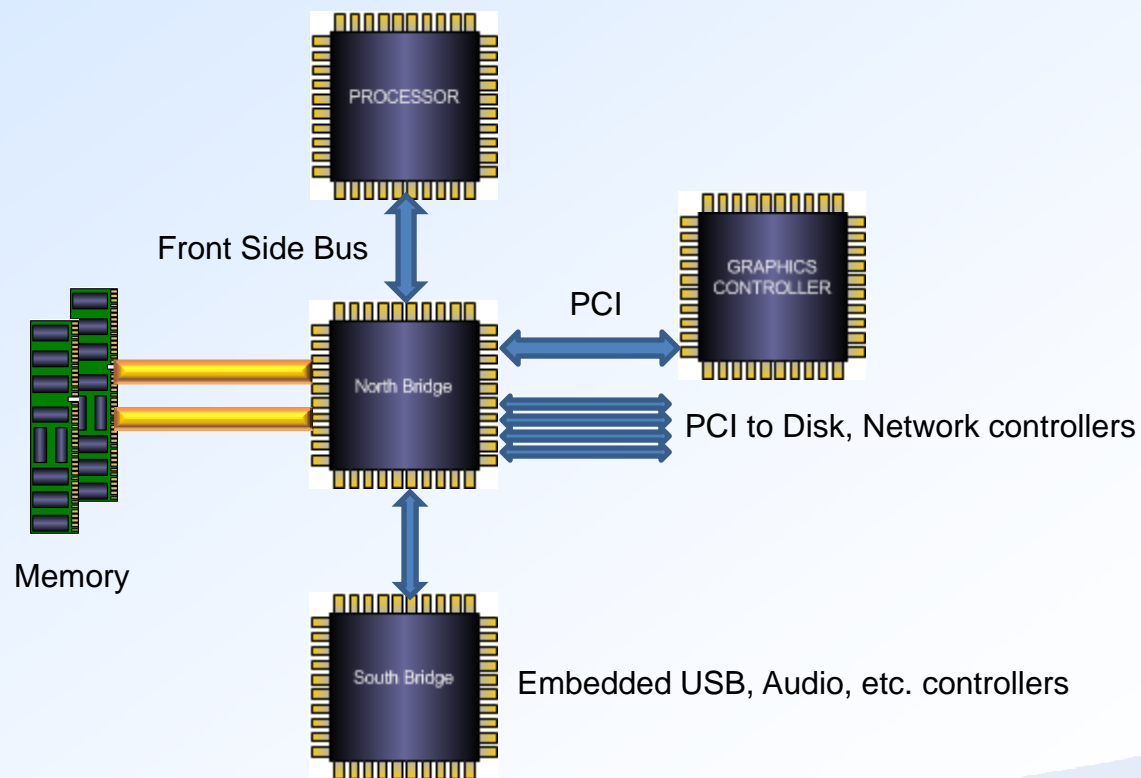 PROCESSOR
Front Side Bus
GRAPHICS
CONTROLLER
PCI
North Bridge
PCI to Disk, Network controllers
Memory
South Bridge
Embedded USB, Audio, etc. controllers